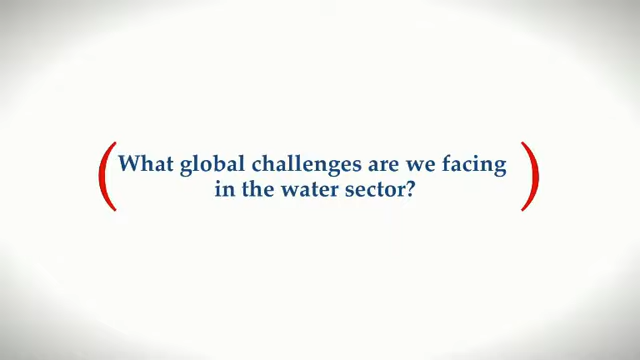 (What global challenges are we facing
in the water sector?)